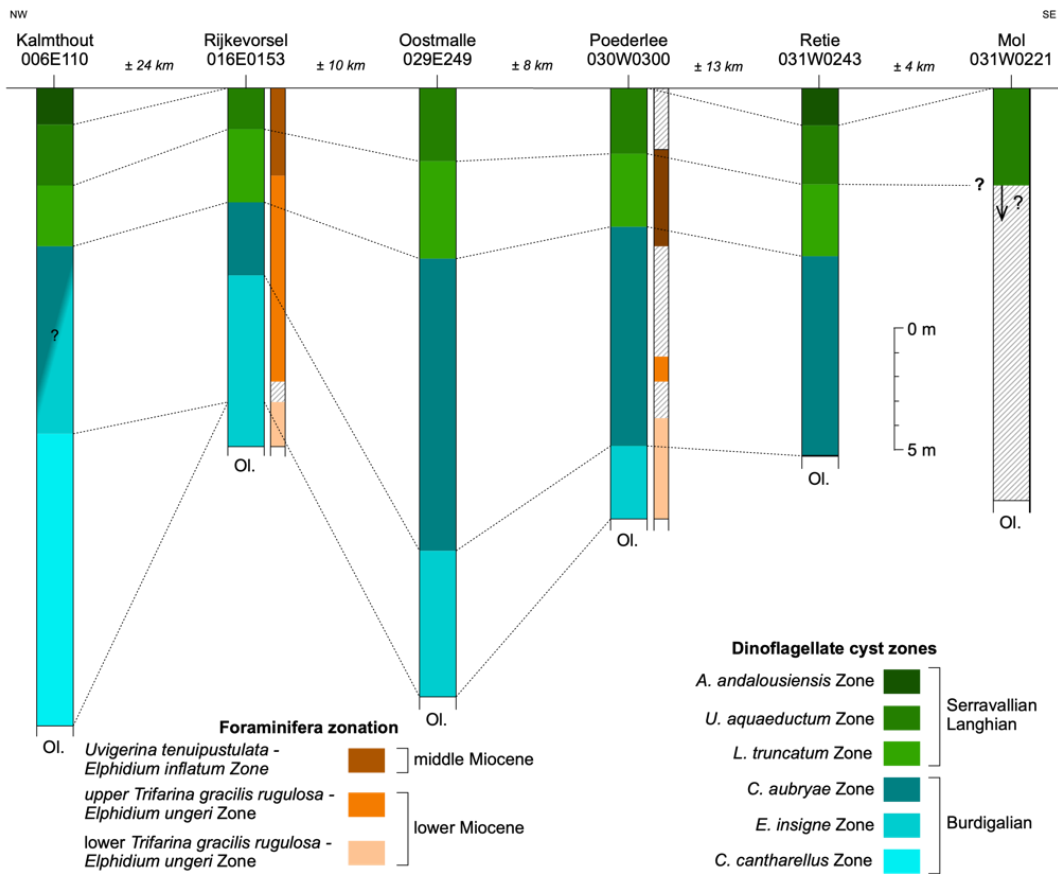 NW
SE
Kalmthout
006E110
± 24 km
Rijkevorsel
016E0153
± 10 km
Oostmalle
029E249
± 8 km
Poederlee
030W0300
± 13 km
Retie
031W0243
± 4 km
Mol
031W0221
?
?
?
0 m
5 m
Ol.
Ol.
Ol.
Ol.
Ol.
Ol.
Foraminifera zonation
Uvigerina tenuipustulata -
Elphidium inflatum Zone
middle Miocene
upper Trifarina gracilis rugulosa -
Elphidium ungeri Zone
lower Miocene
lower Trifarina gracilis rugulosa -
Elphidium ungeri Zone
Dinoflagellate cyst zones
A. andalousiensis Zone
U. aquaeductum Zone
L. truncatum Zone
Serravallian
Langhian
C. aubryae Zone
E. insigne Zone
C. cantharellus Zone
Burdigalian